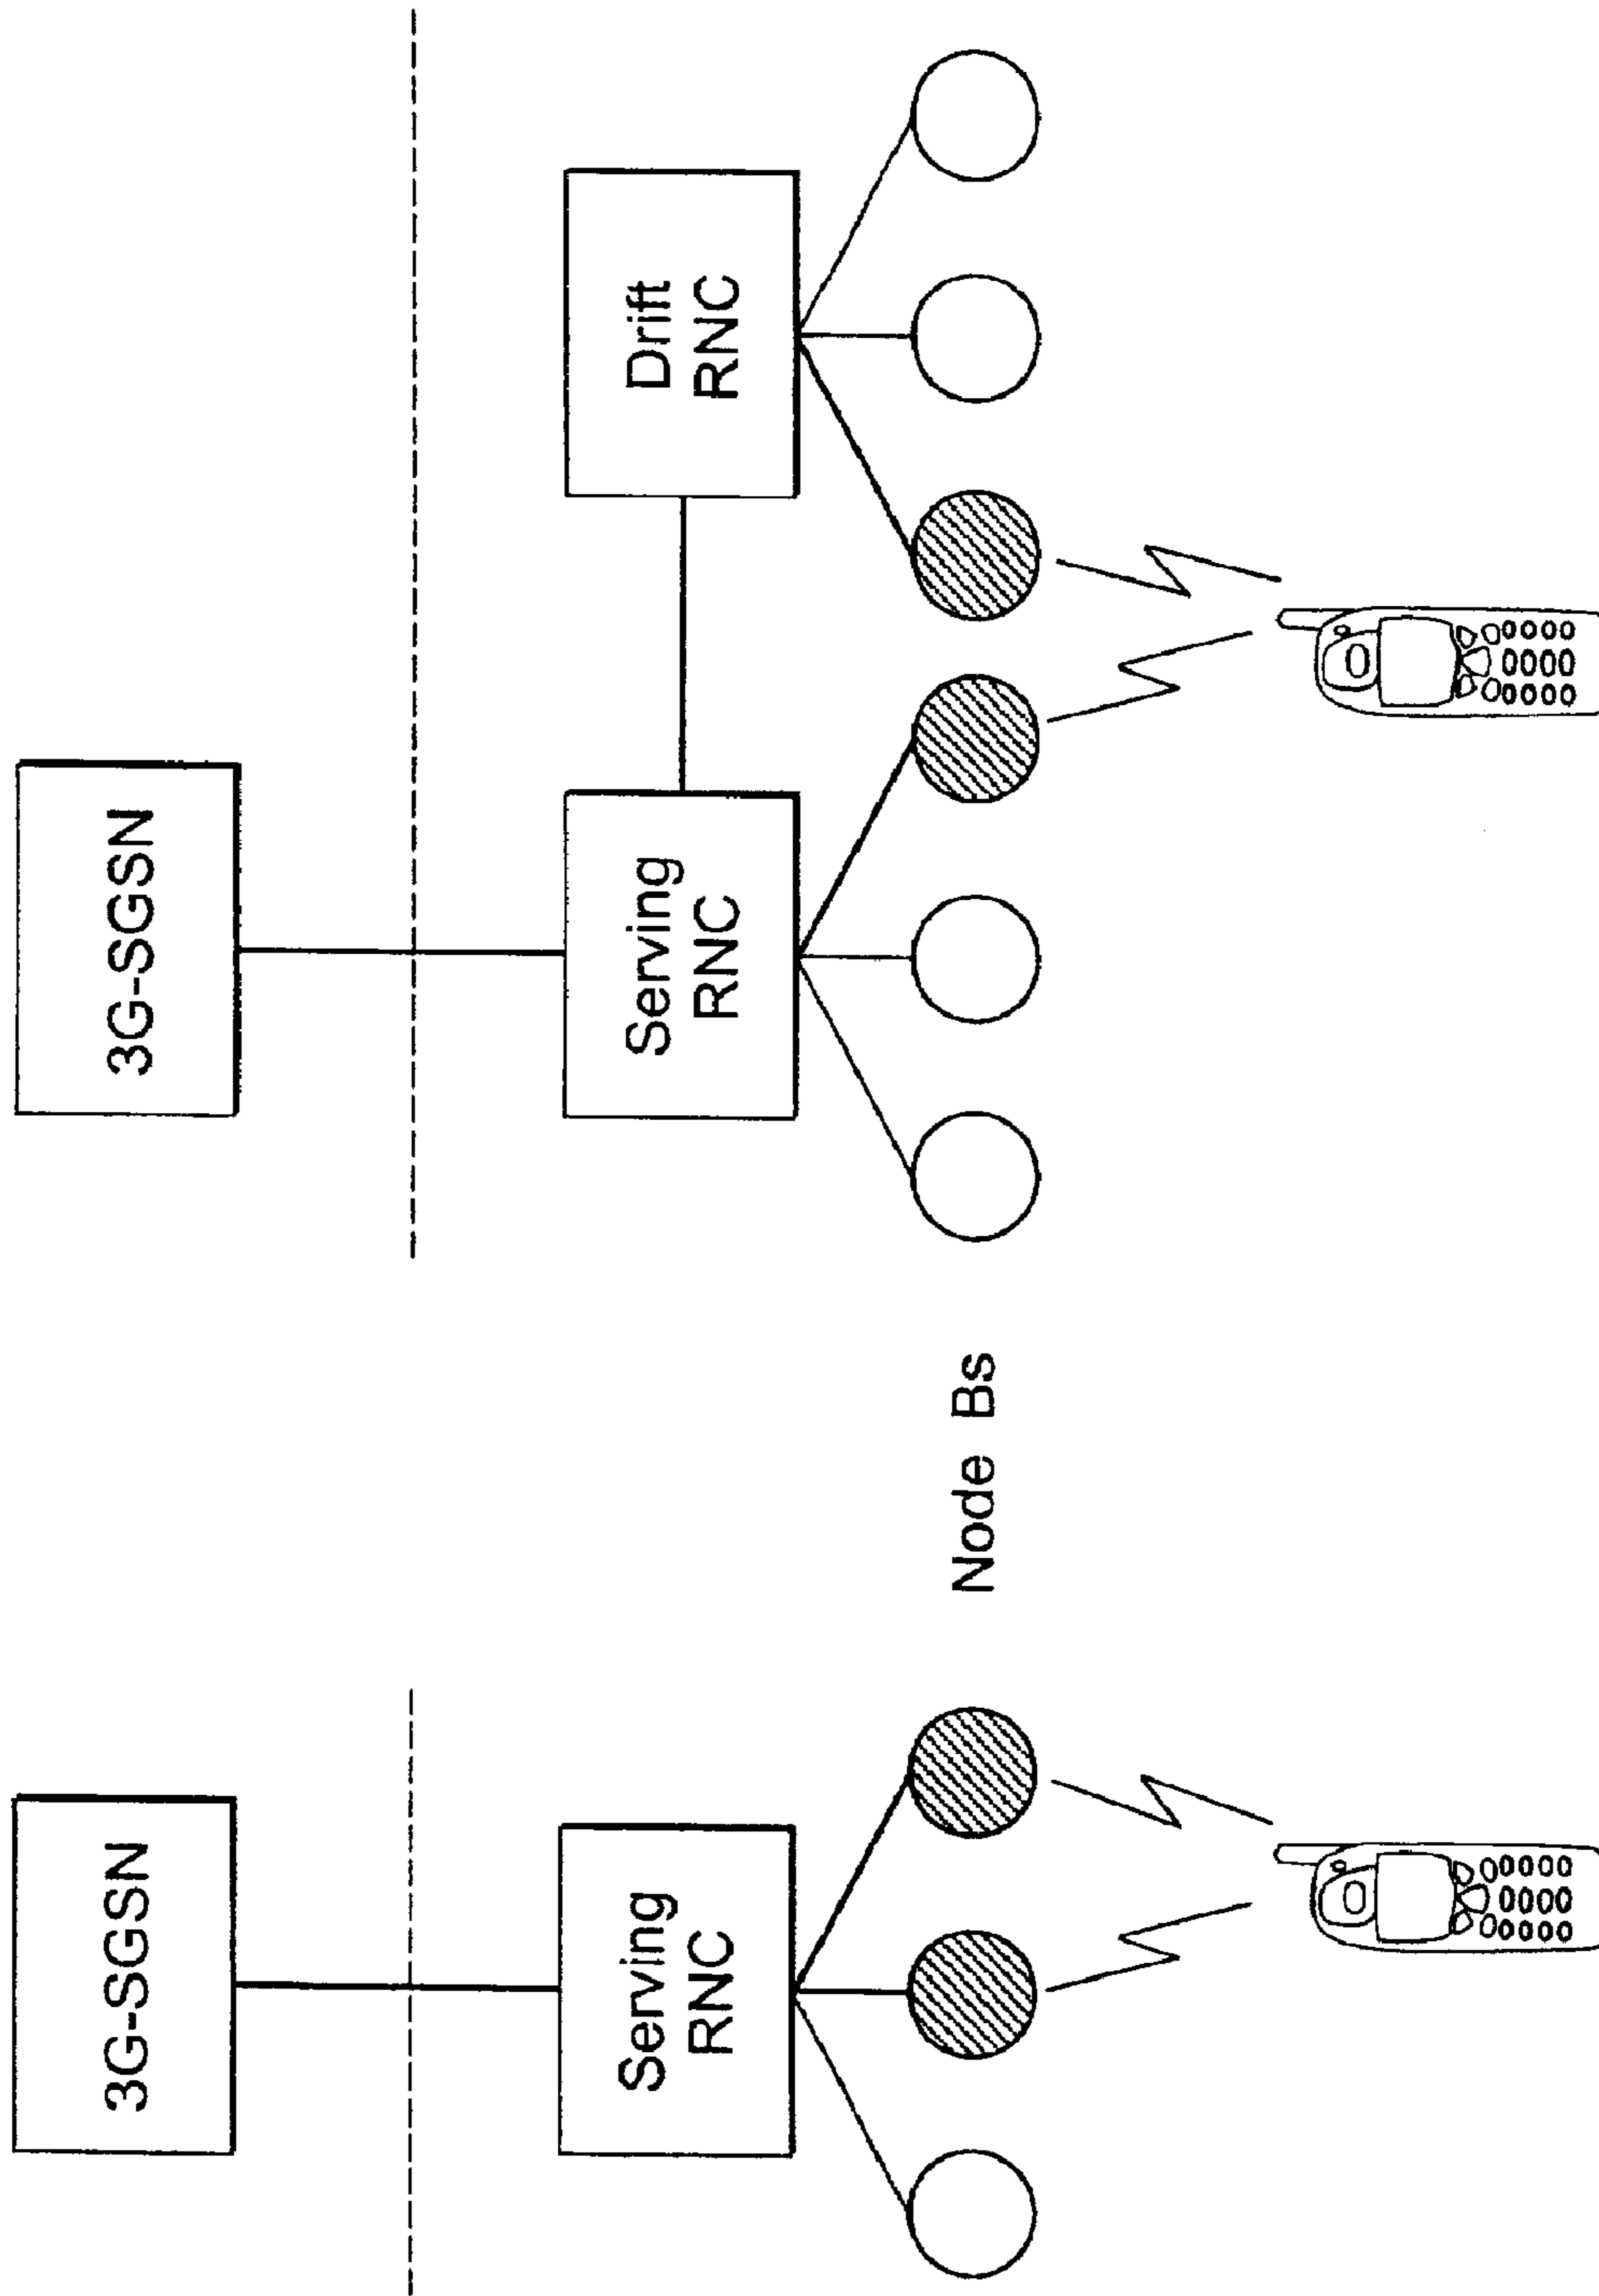 3G-SGSN
Serving
RNC
Node Bs
3G-SGSN
Serving
RNC
Drift
RNC